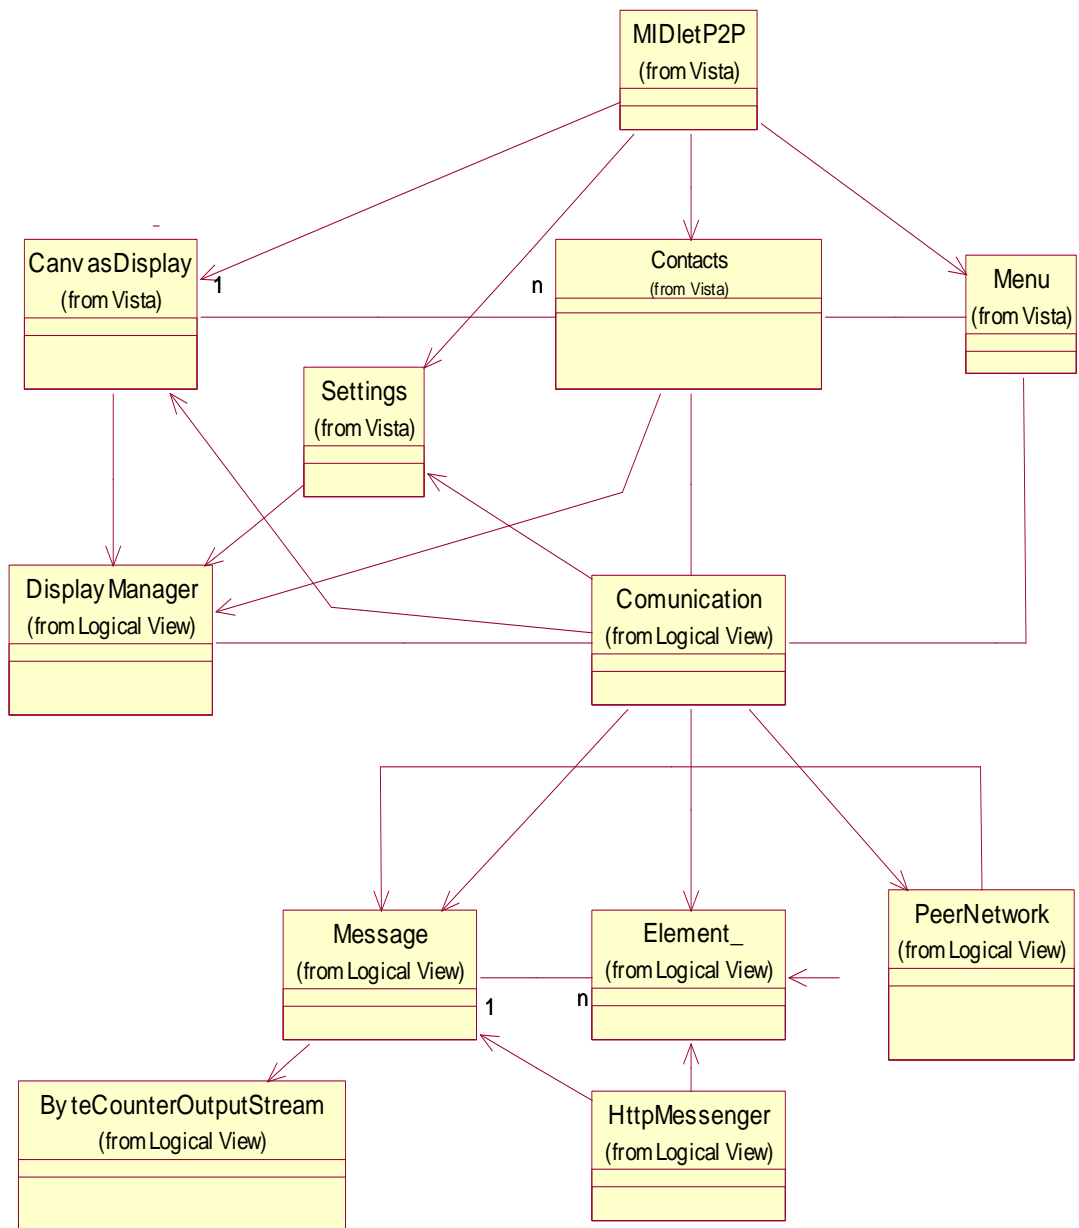 MIDletP2P
(from Vista)
CanvasDisplay
(from Vista)
1
n
Contacts
(from Vista)
Menu
(from Vista)
Settings
(from Vista)
DisplayManager
(from Logical View)
Comunication
(from Logical View)
Message
(from Logical View)
1
n
Element_
(from Logical View)
PeerNetwork
(from Logical View)
ByteCounterOutputStream
(from Logical View)
HttpMessenger
(from Logical View)